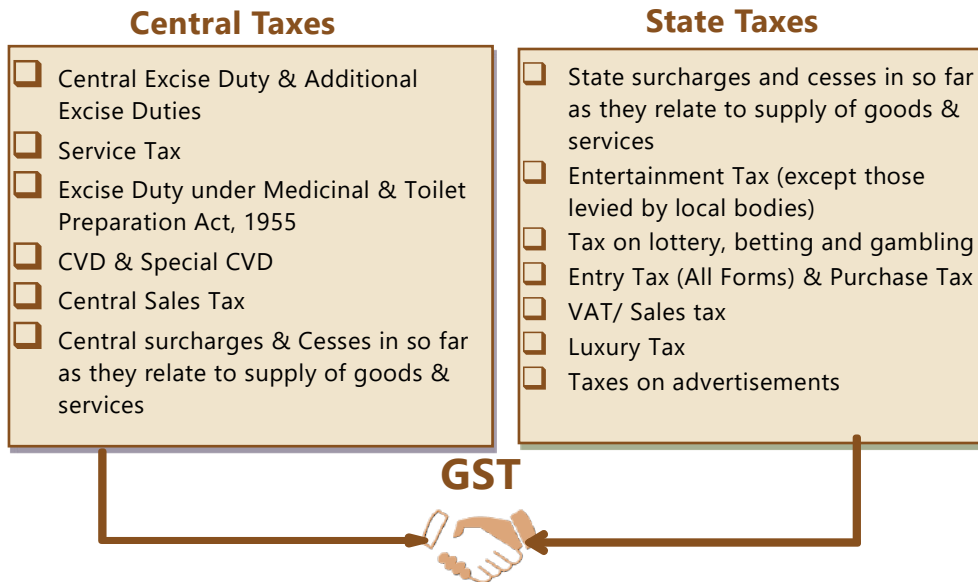 Central Taxes
Central Excise Duty & Additional
Excise Duties
Service Tax
Excise Duty under Medicinal & Toilet
Preparation Act, 1955
CVD & Special CVD
Central Sales Tax
Central surcharges & Cesses in so far
as they relate to supply of goods &
services
State Taxes
State surcharges and cesses in so far
as they relate to supply of goods &
services
Entertainment Tax (except those
levied by local bodies)
Tax on lottery, betting and gambling
Entry Tax (All Forms) & Purchase Tax
VAT/ Sales tax
Luxury Tax
Taxes on advertisements
GST